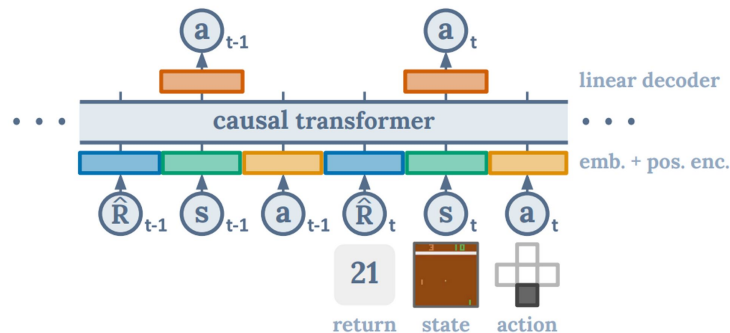 a t-1 a t
linear decoder
. . . causal transformer . . .
emb. + pos. enc.
R̂ t-1 s t-1 a t-1 R̂ t s t a t
21 3 10
return state action